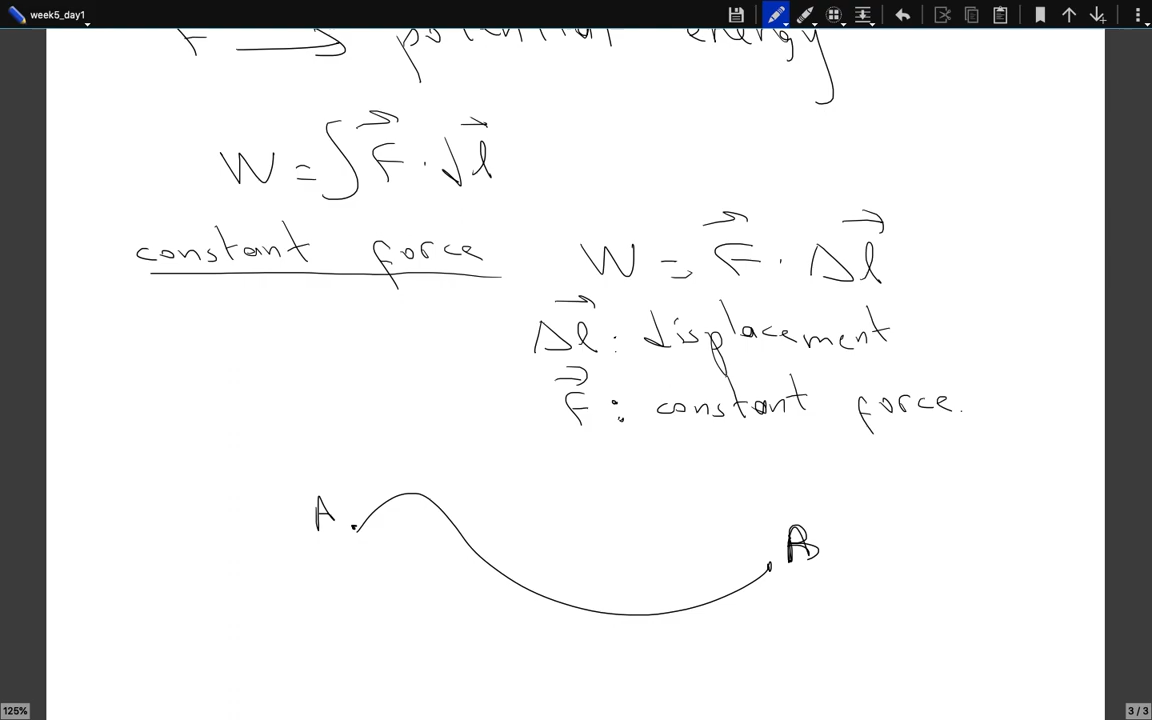 week5_day1
F ⟶ potential energy
W = ∫ F⃗ · dl⃗
constant force
W = F⃗ · Δl⃗
Δl⃗ : displacement
F⃗ : constant force.
A
B
125%
3 / 3